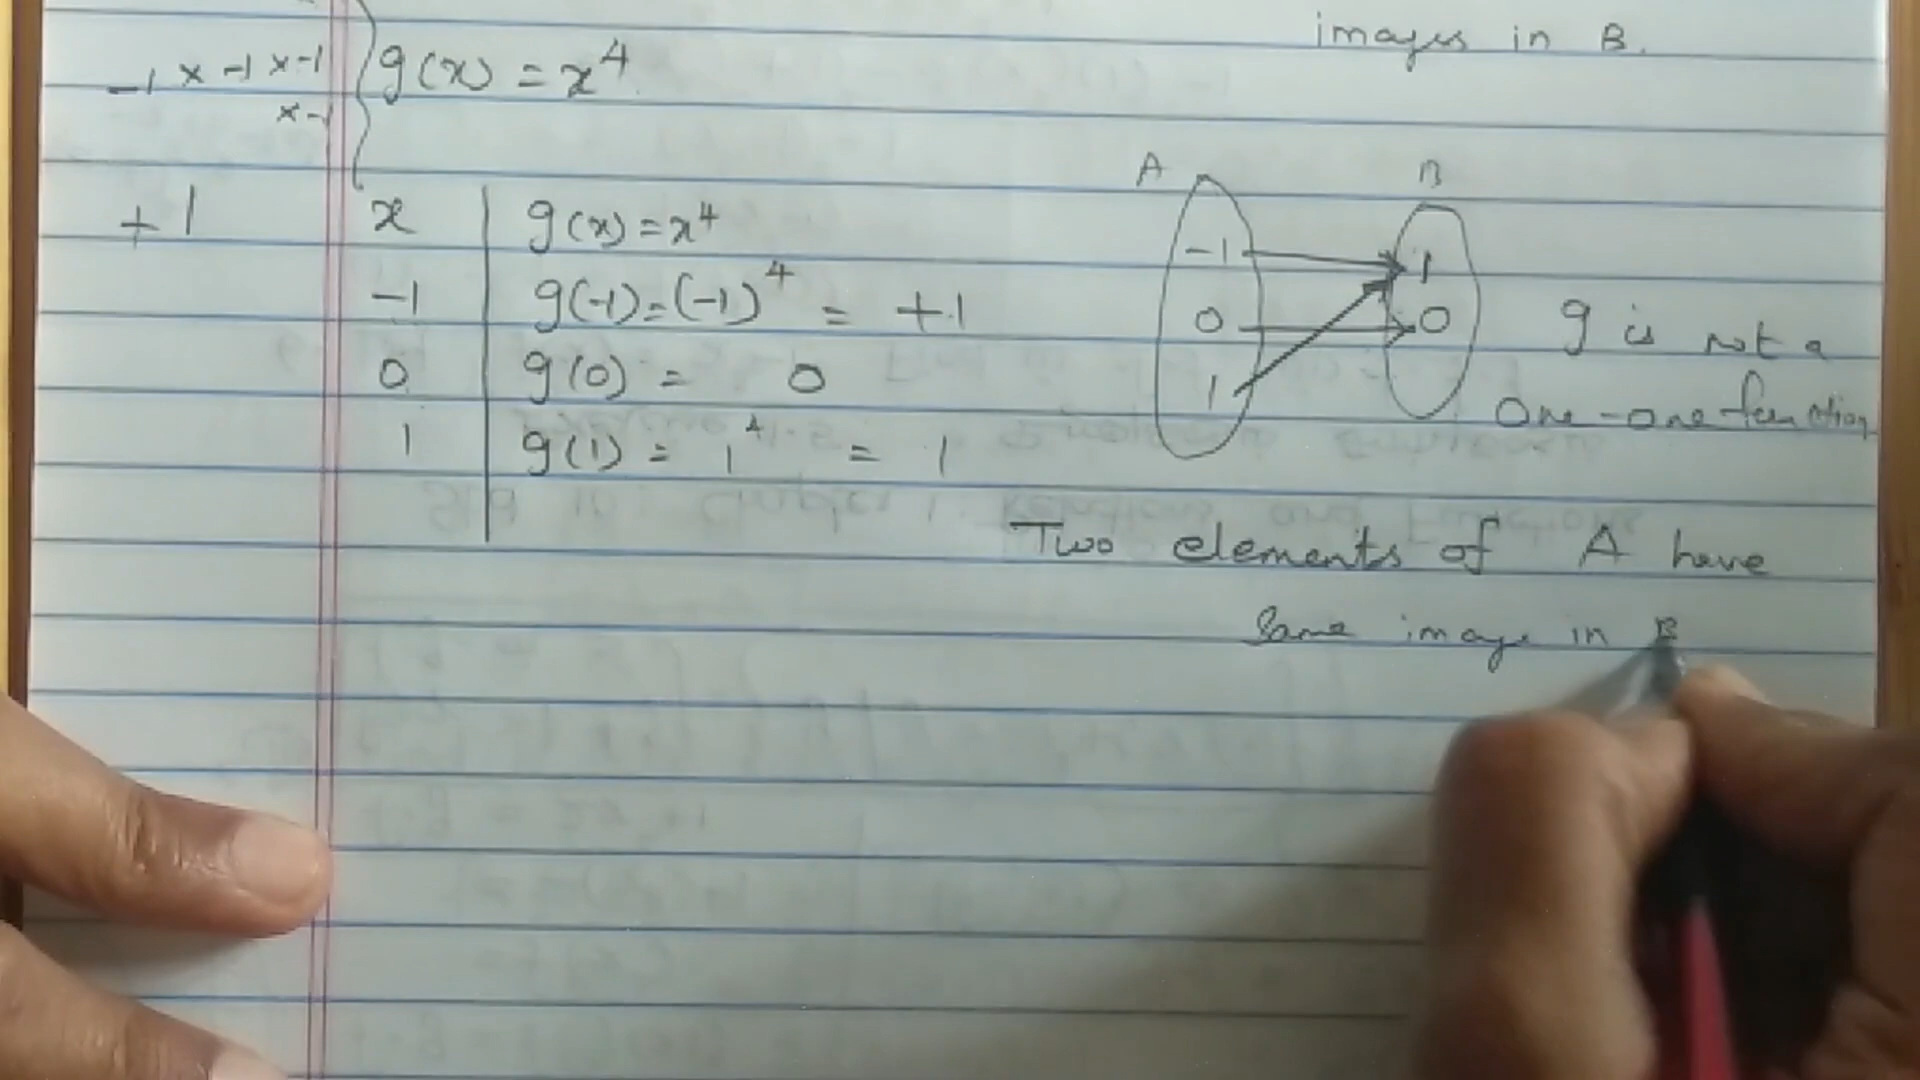 images in B.
-1 x -1 x -1
x -1
g(x) = x⁴
+1
x | g(x) = x⁴
-1 | g(-1) = (-1)⁴ = +1
0 | g(0) = 0
1 | g(1) = 1⁴ = 1
A B
-1 1
0 0
1
g is not a
one-one function
Two elements of A have
Same image in B